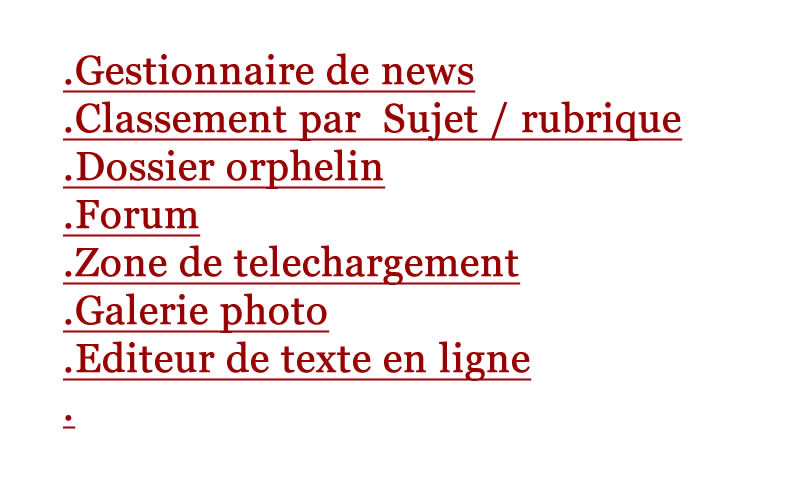 .Gestionnaire de news
.Classement par  Sujet / rubrique
.Dossier orphelin
.Forum
.Zone de telechargement
.Galerie photo
.Editeur de texte en ligne
.